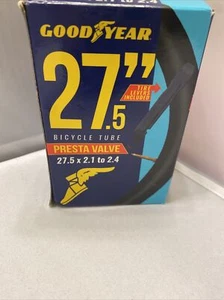 GOODYEAR
27"
.5
TIRE
LEVERS
INCLUDED
BICYCLE TUBE
PRESTA VALVE
27.5 x 2.1 to 2.4